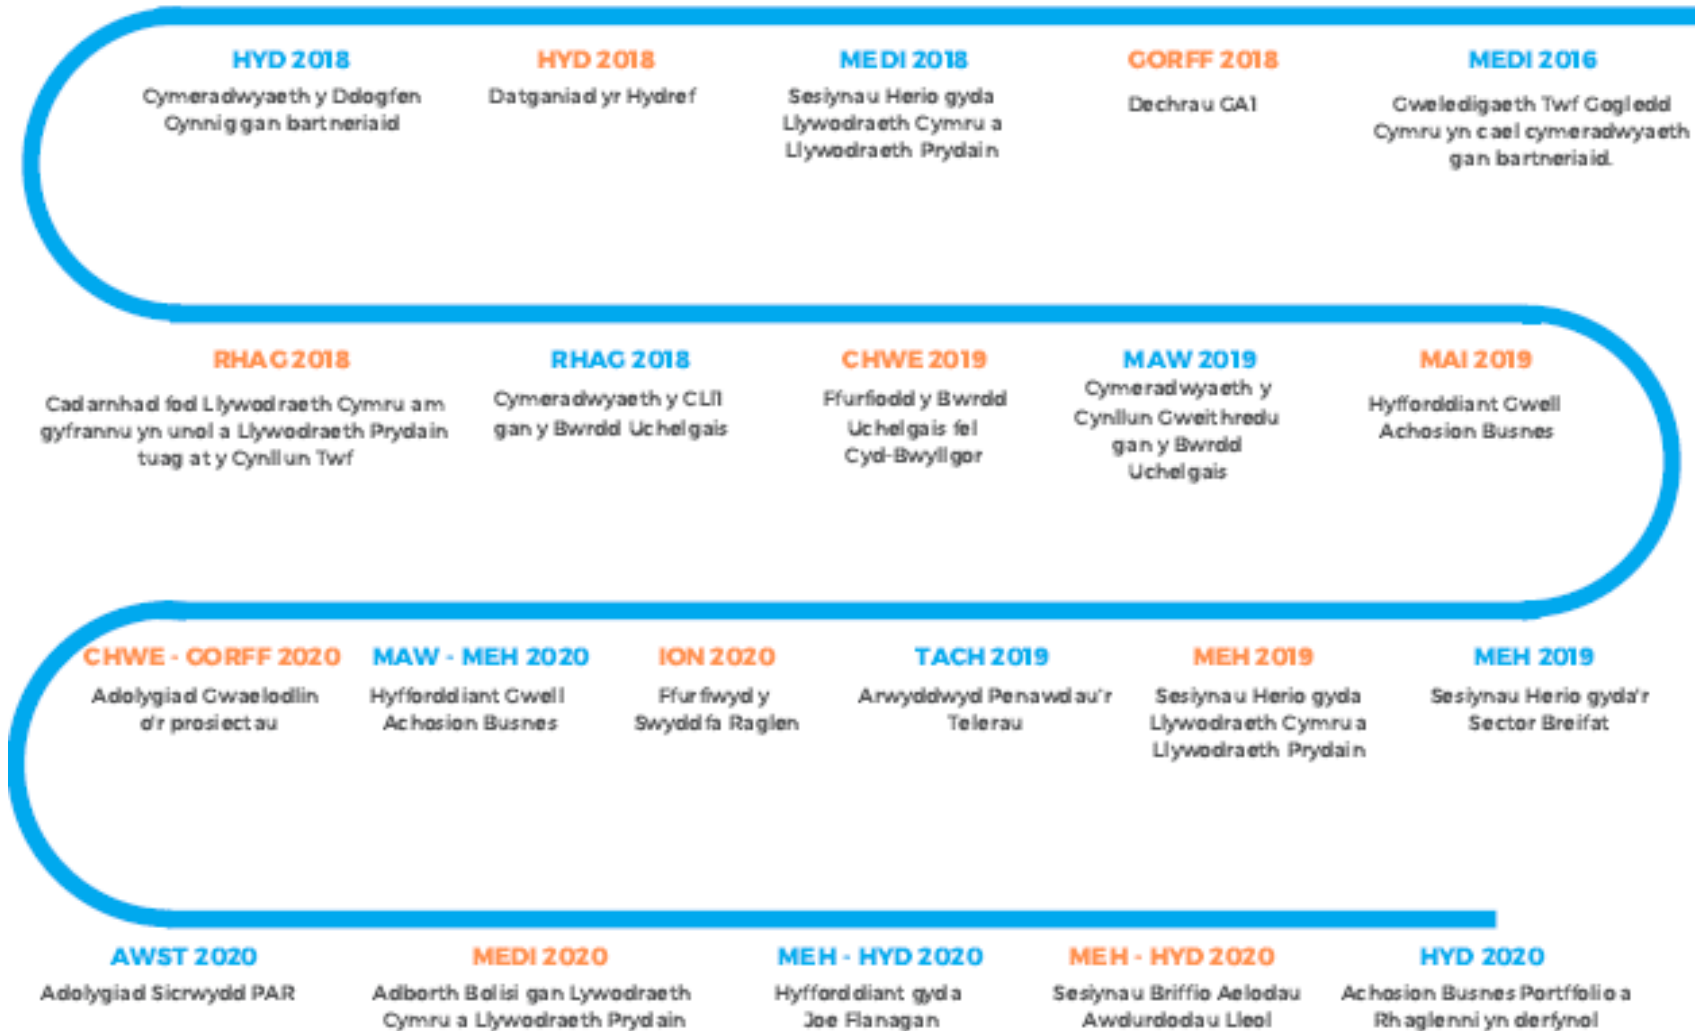 HYD 2018
Cymeradwyaeth y Ddogfen
Cynnig gan bartneriaid
HYD 2018
Datganiad yr Hydref
MEDI 2018
Sesiynau Herio gyda
Llywodraeth Cymru a
Llywodraeth Prydain
GORFF 2018
Dechrau GA1
MEDI 2016
Gweledigaeth Twf Gogledd
Cymru yn cael cymeradwyaeth
gan bartneriaid.
RHAG 2018
Cadarnhad fod Llywodraeth Cymru am
gyfrannu yn unol a Llywodraeth Prydain
tuag at y Cynllun Twf
RHAG 2018
Cymeradwyaeth y CLl1
gan y Bwrdd Uchelgais
CHWE 2019
Ffurfiodd y Bwrdd
Uchelgais fel
Cyd-Bwyllgor
MAW 2019
Cymeradwyaeth y
Cynllun Gweithredu
gan y Bwrdd
Uchelgais
MAI 2019
Hyfforddiant Gwell
Achosion Busnes
CHWE - GORFF 2020
Adolygiad Gwaelodlin
o'r prosiectau
MAW - MEH 2020
Hyfforddiant Gwell
Achosion Busnes
ION 2020
Ffurfiwyd y
Swyddfa Raglen
TACH 2019
Arwyddwyd Penawdau'r
Telerau
MEH 2019
Sesiynau Herio gyda
Llywodraeth Cymru a
Llywodraeth Prydain
MEH 2019
Sesiynau Herio gyda'r
Sector Breifat
AWST 2020
Adolygiad Sicrwydd PAR
MEDI 2020
Adborth Bolisi gan Lywodraeth
Cymru a Llywodraeth Prydain
MEH - HYD 2020
Hyfforddiant gyda
Joe Flanagan
MEH - HYD 2020
Sesiynau Briffio Aelodau
Awdurdodau Lleol
HYD 2020
Achosion Busnes Portffolio a
Rhaglenni yn derfynol